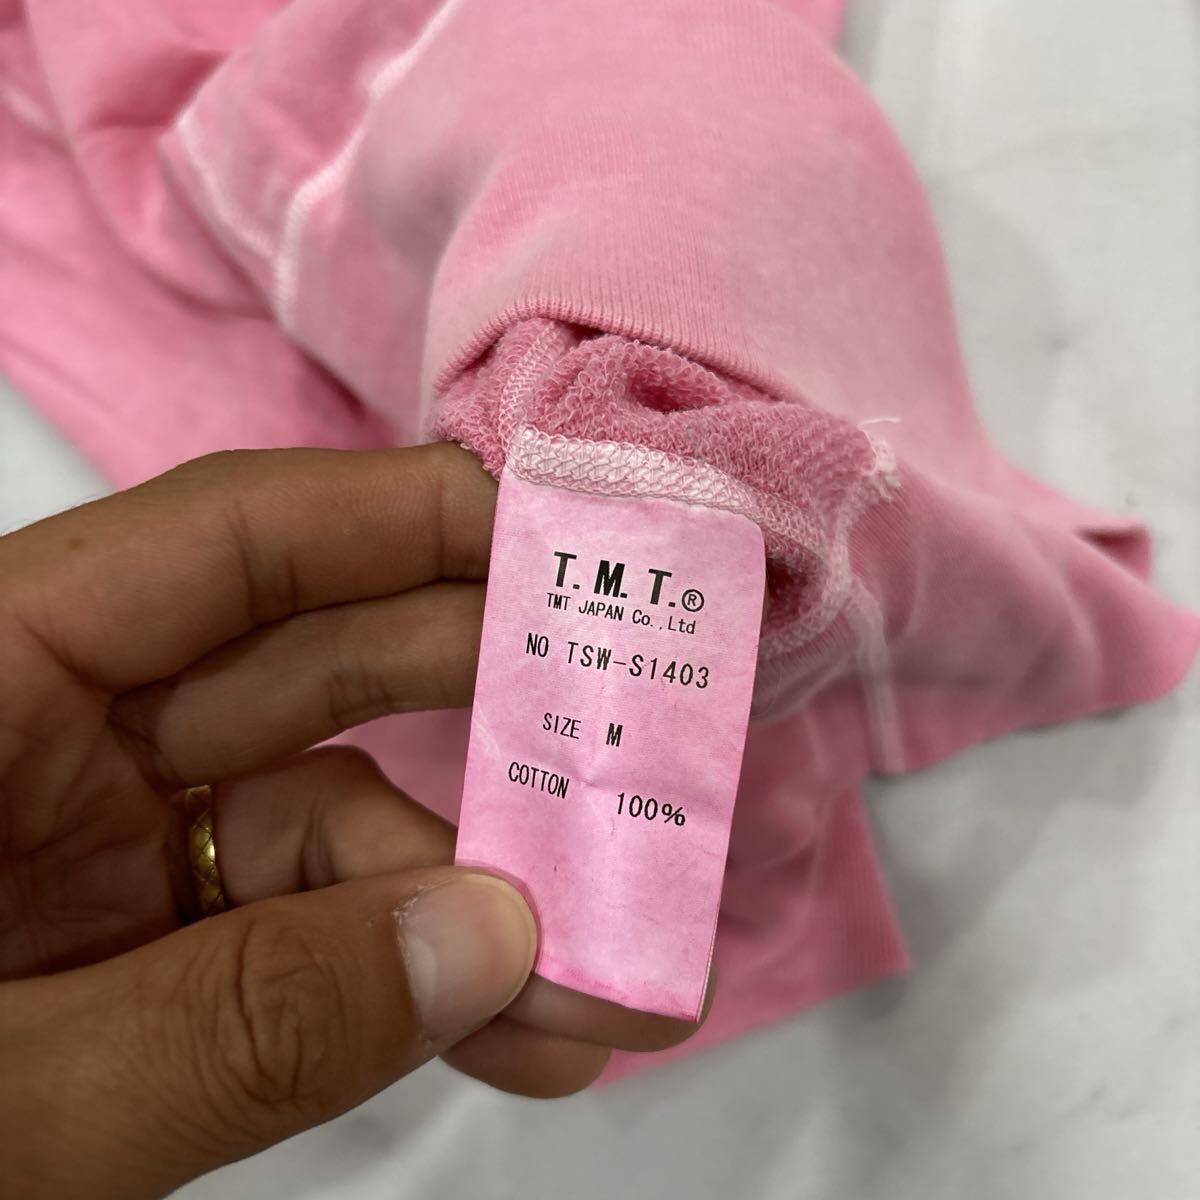 T.M.T.®
TMT JAPAN Co.,Ltd
NO TSW-S1403
SIZE M
COTTON 100%